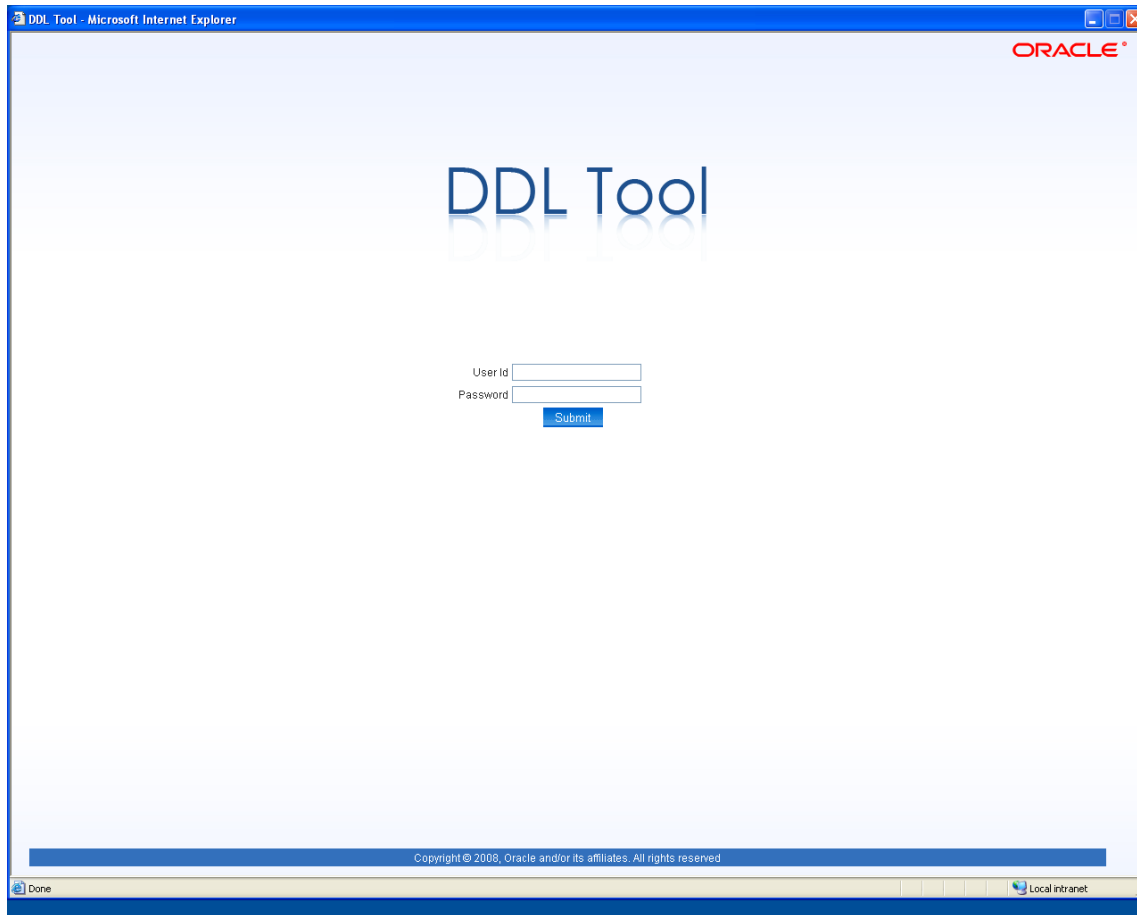 DDL Tool - Microsoft Internet Explorer
ORACLE®
DDL Tool
User Id
Password
Submit
Copyright © 2008, Oracle and/or its affiliates. All rights reserved
Done
Local intranet